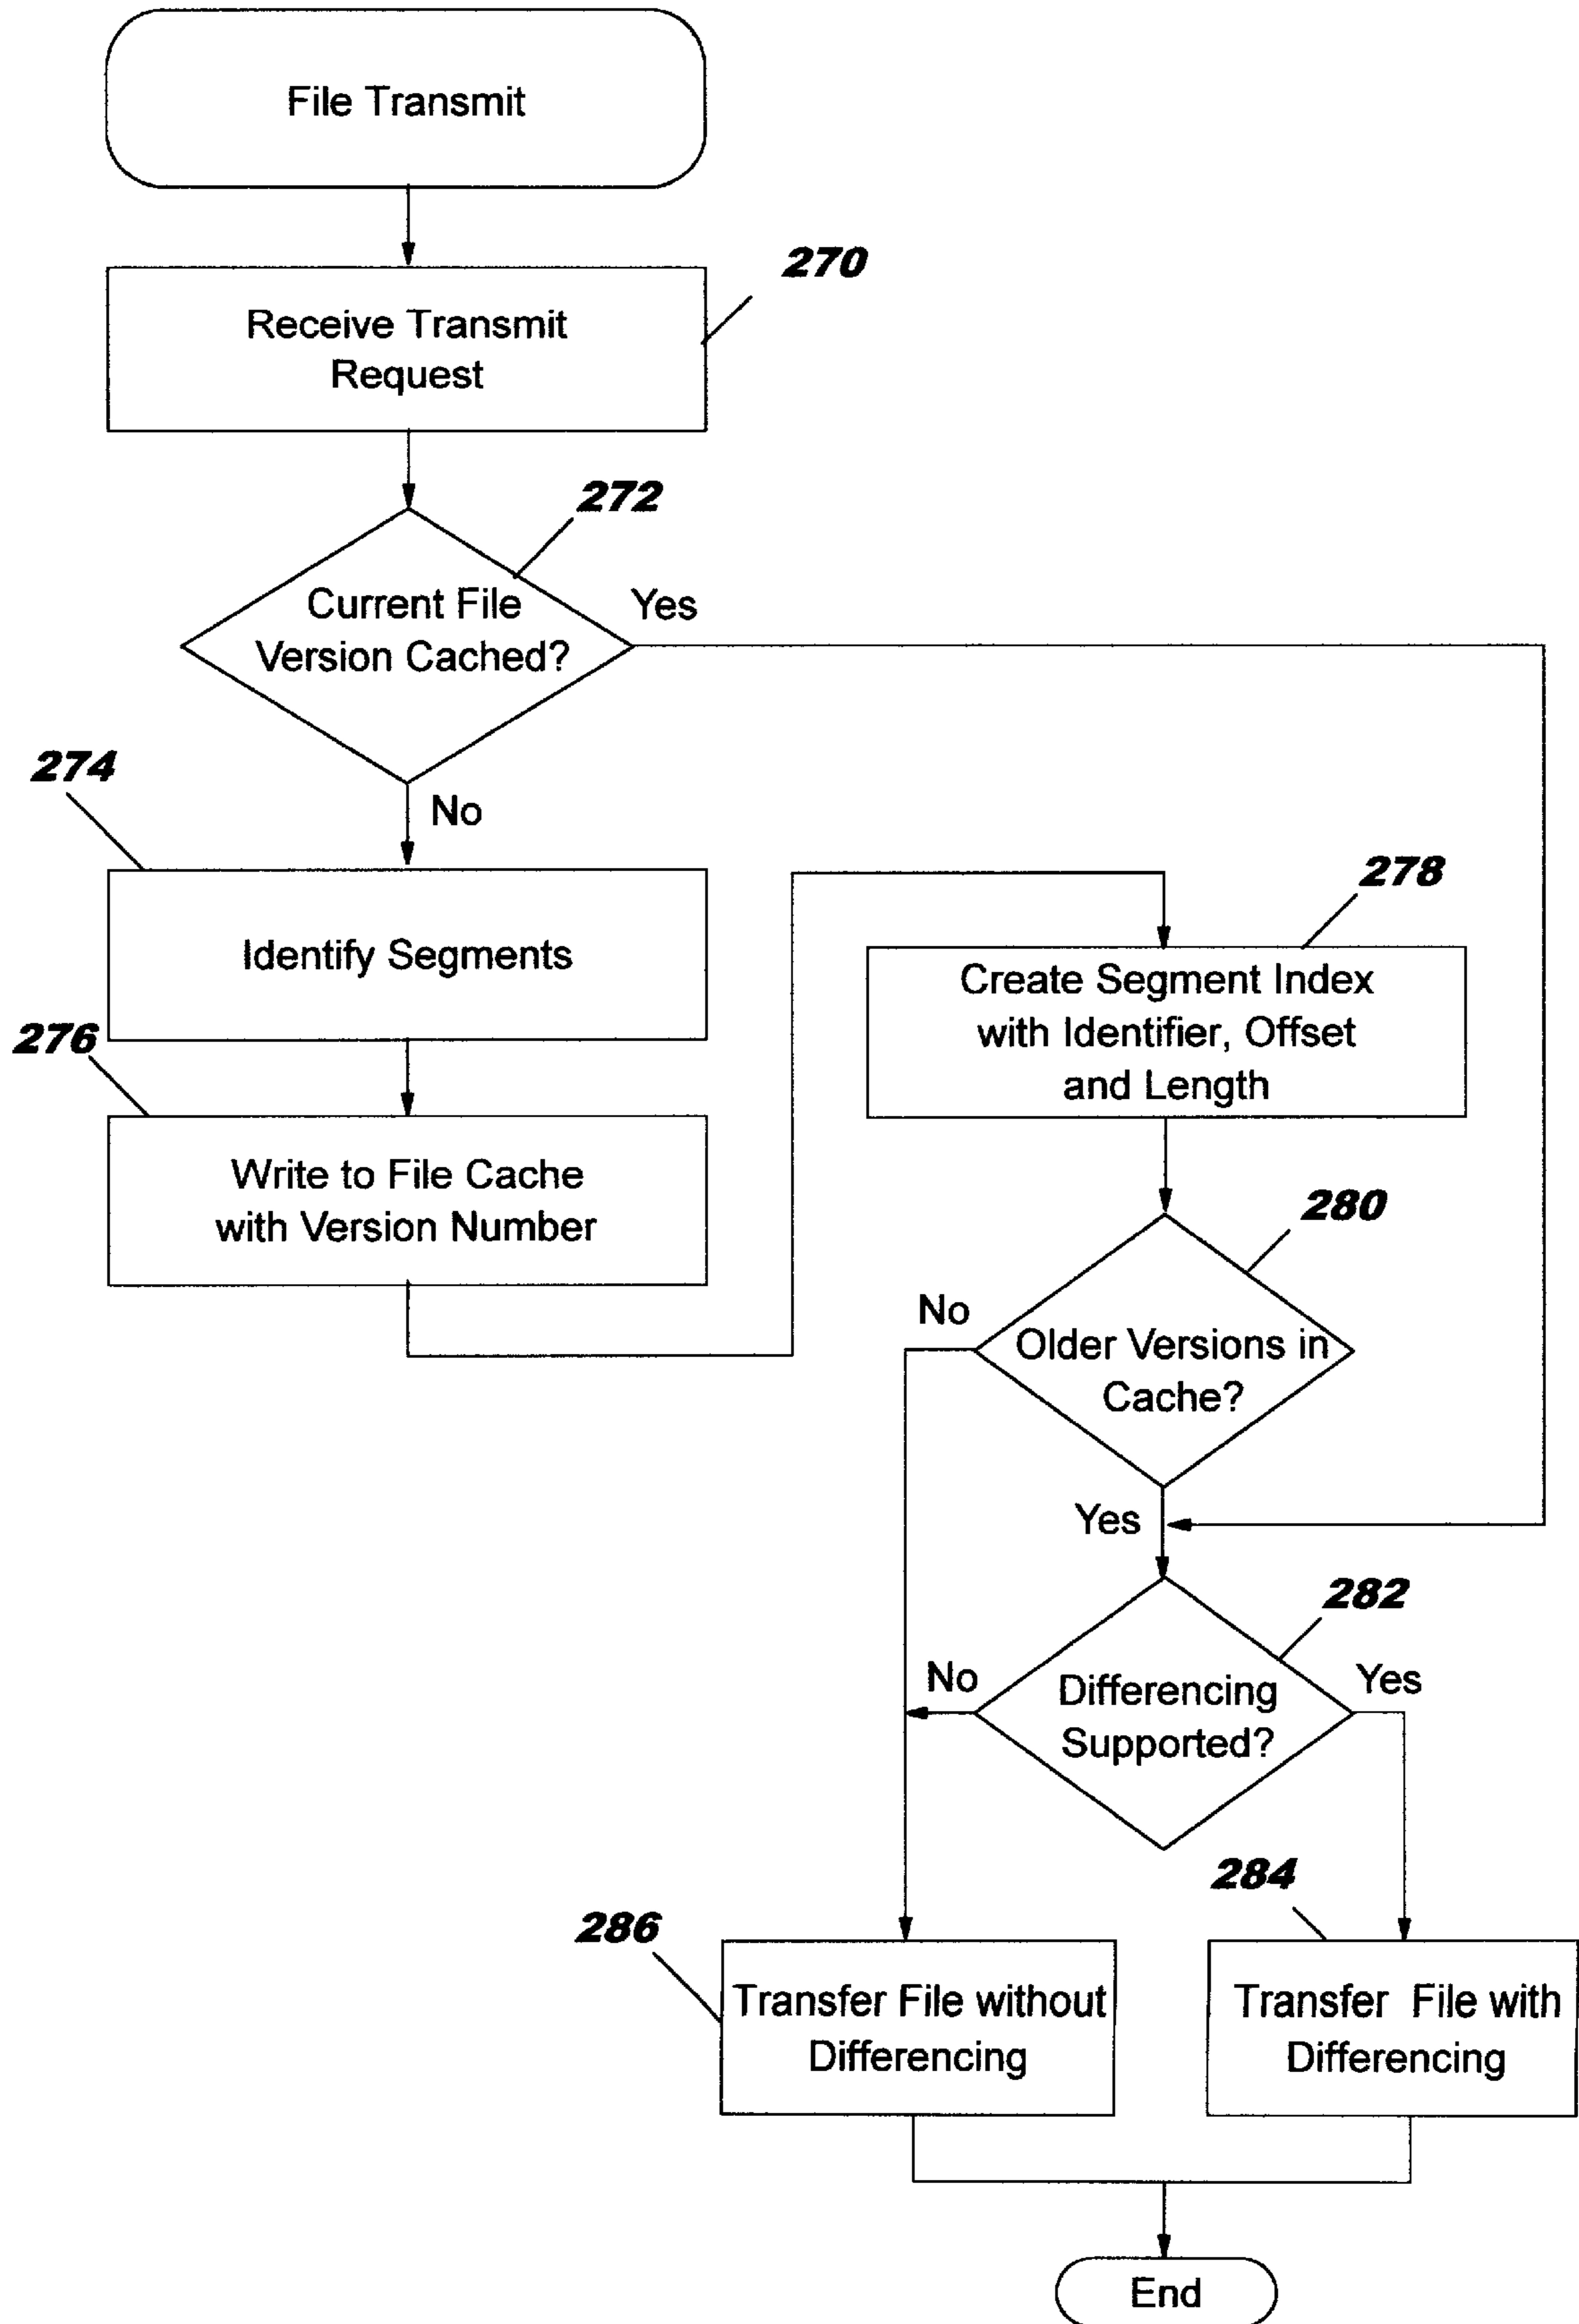 File Transmit
270
Receive Transmit
Request
272
Current File
Version Cached?
Yes
No
274
Identify Segments
276
Write to File Cache
with Version Number
278
Create Segment Index
with Identifier, Offset
and Length
280
No
Older Versions in
Cache?
Yes
282
No
Differencing
Supported?
Yes
284
286
Transfer File without
Differencing
Transfer File with
Differencing
End